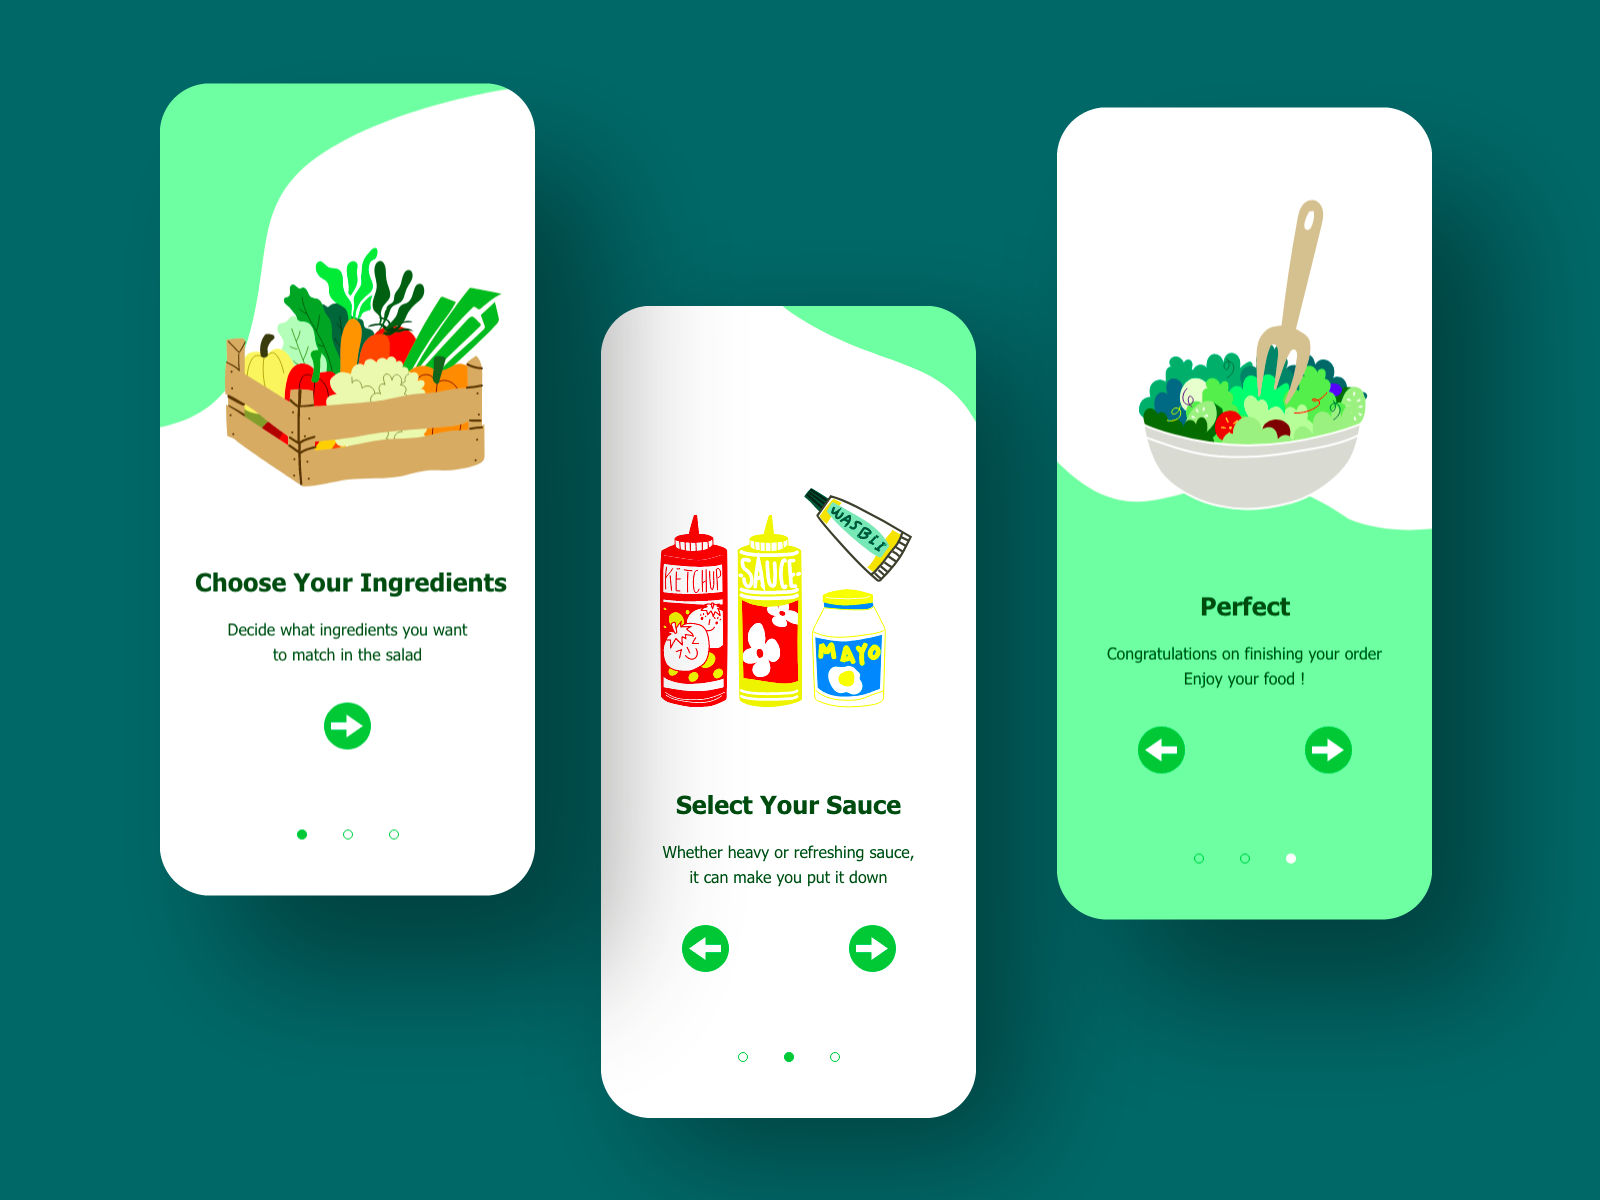 Choose Your Ingredients
Decide what ingredients you want
to match in the salad
KETCHUP
SAUCE
WASBLI
MAYO
Select Your Sauce
Whether heavy or refreshing sauce,
it can make you put it down
Perfect
Congratulations on finishing your order
Enjoy your food !